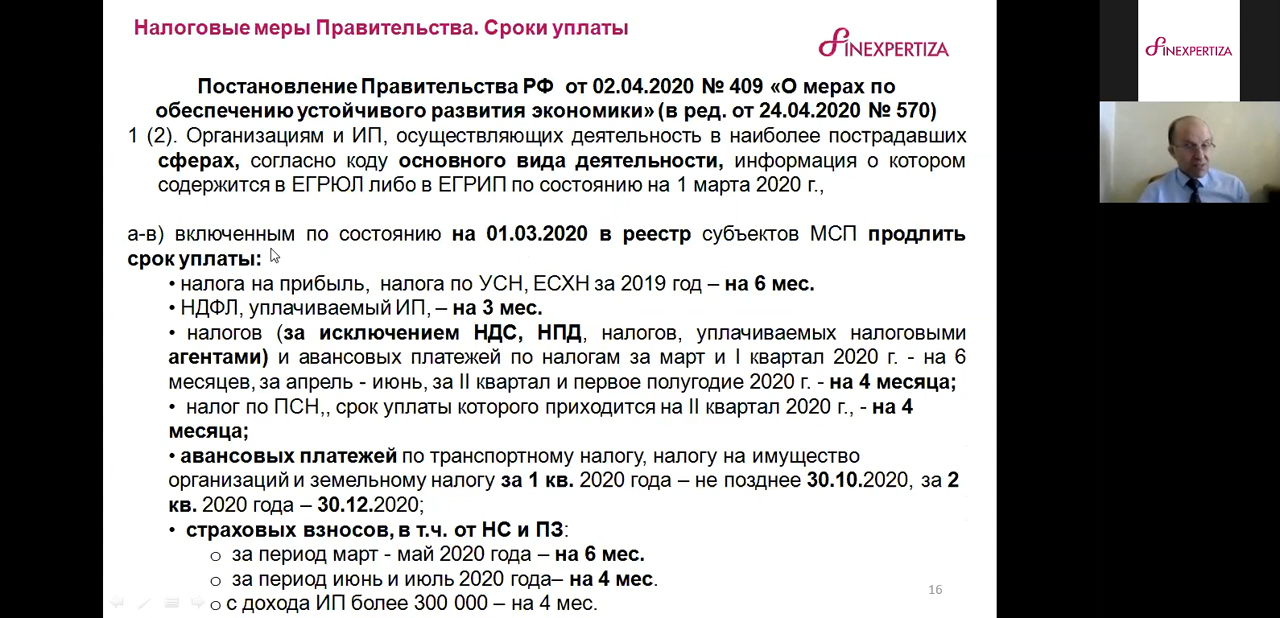 Налоговые меры Правительства. Сроки уплаты
FINEXPERTIZA
FINEXPERTIZA
Постановление Правительства РФ от 02.04.2020 № 409 «О мерах по
обеспечению устойчивого развития экономики» (в ред. от 24.04.2020 № 570)
1 (2). Организациям и ИП, осуществляющих деятельность в наиболее пострадавших
сферах, согласно коду основного вида деятельности, информация о котором
содержится в ЕГРЮЛ либо в ЕГРИП по состоянию на 1 марта 2020 г.,
а-в) включенным по состоянию на 01.03.2020 в реестр субъектов МСП продлить
срок уплаты:
• налога на прибыль, налога по УСН, ЕСХН за 2019 год – на 6 мес.
• НДФЛ, уплачиваемый ИП, – на 3 мес.
• налогов (за исключением НДС, НПД, налогов, уплачиваемых налоговыми
агентами) и авансовых платежей по налогам за март и I квартал 2020 г. - на 6
месяцев, за апрель - июнь, за II квартал и первое полугодие 2020 г. - на 4 месяца;
• налог по ПСН,, срок уплаты которого приходится на II квартал 2020 г., - на 4
месяца;
• авансовых платежей по транспортному налогу, налогу на имущество
организаций и земельному налогу за 1 кв. 2020 года – не позднее 30.10.2020, за 2
кв. 2020 года – 30.12.2020;
• страховых взносов, в т.ч. от НС и ПЗ:
o за период март - май 2020 года – на 6 мес.
o за период июнь и июль 2020 года– на 4 мес.
o с дохода ИП более 300 000 – на 4 мес.
16